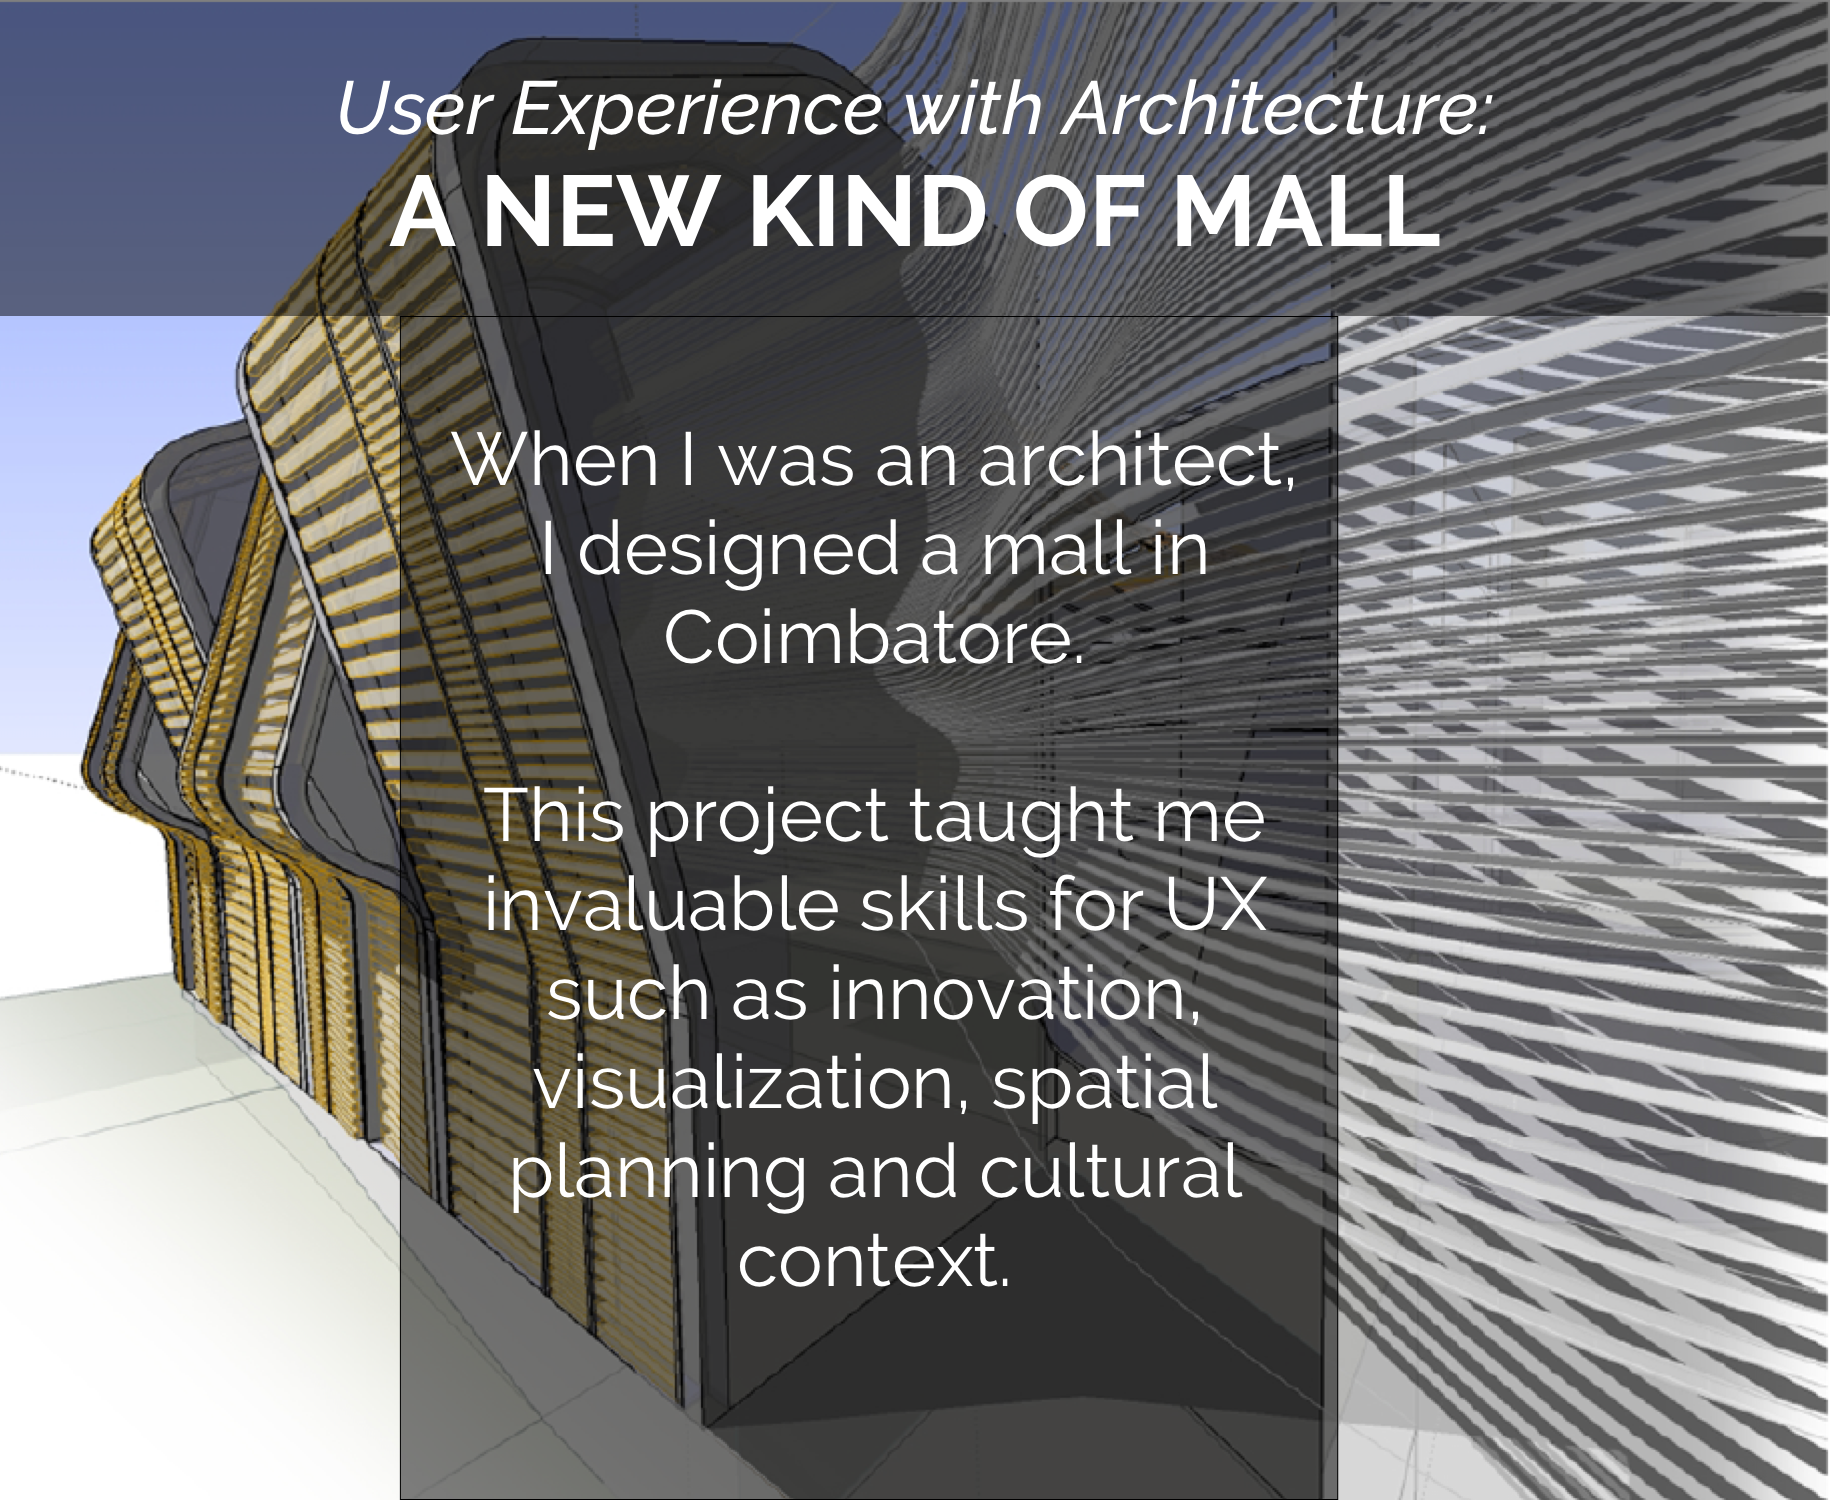 User Experience with Architecture:
A NEW KIND OF MALL
When I was an architect,
I designed a mall in
Coimbatore.
This project taught me
invaluable skills for UX
such as innovation,
visualization, spatial
planning and cultural
context.